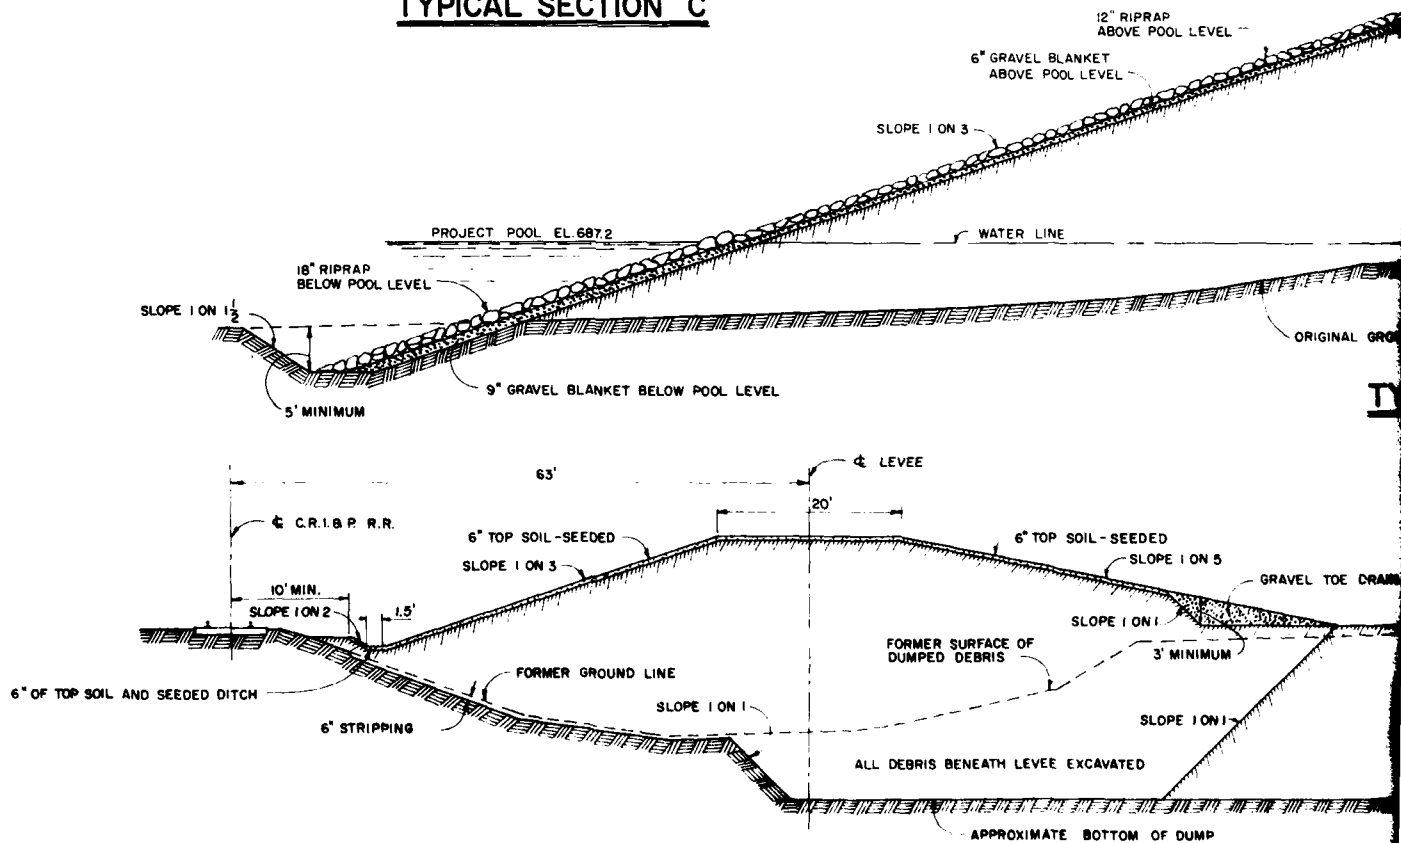 TYPICAL SECTION C
12" RIPRAP
ABOVE POOL LEVEL
6" GRAVEL BLANKET
ABOVE POOL LEVEL
SLOPE 1 ON 3
PROJECT POOL EL. 687.2
WATER LINE
18" RIPRAP
BELOW POOL LEVEL
SLOPE 1 ON 1 1/2
ORIGINAL GRO
9" GRAVEL BLANKET BELOW POOL LEVEL
5' MINIMUM
TY
63'
℄ LEVEE
20'
℄ C.R.I. & P. R.R.
6" TOP SOIL-SEEDED
6" TOP SOIL-SEEDED
SLOPE 1 ON 3
SLOPE 1 ON 5
10' MIN.
GRAVEL TOE DRAIN
SLOPE 1 ON 2
1.5'
SLOPE 1 ON 1
FORMER SURFACE OF
DUMPED DEBRIS
3' MINIMUM
FORMER GROUND LINE
6" OF TOP SOIL AND SEEDED DITCH
SLOPE 1 ON 1
SLOPE 1 ON 1
6" STRIPPING
ALL DEBRIS BENEATH LEVEE EXCAVATED
APPROXIMATE BOTTOM OF DUMP